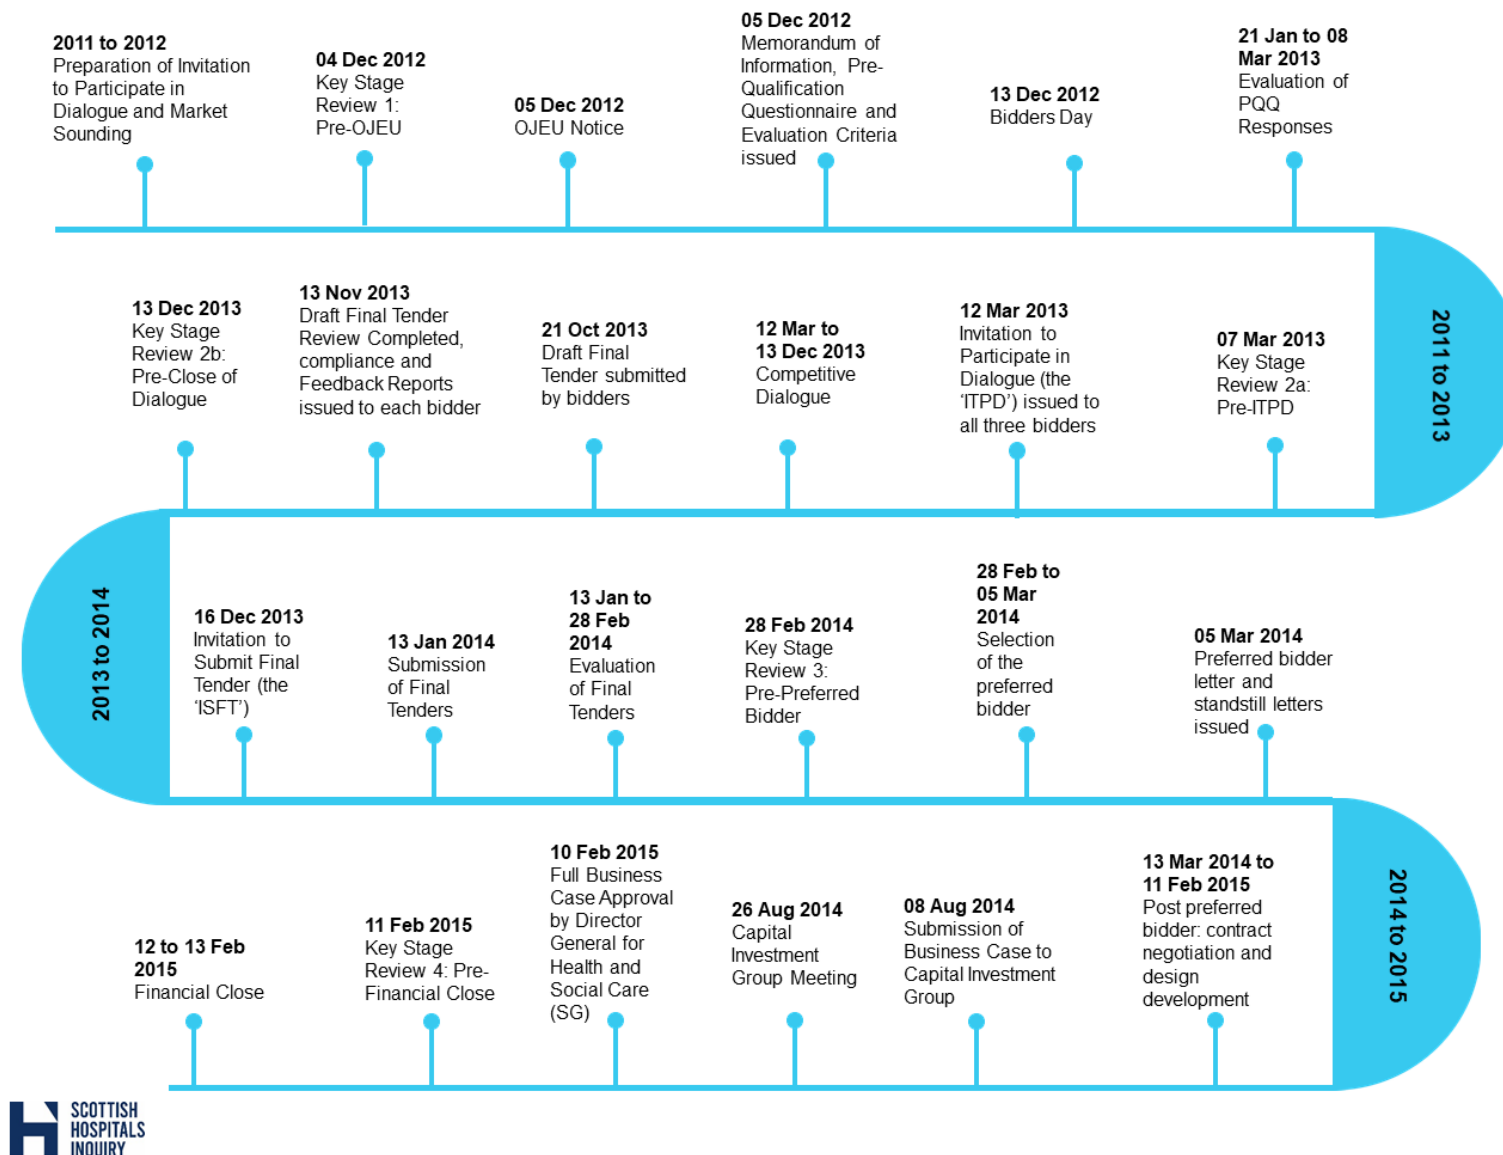 2011 to 2012
Preparation of Invitation
to Participate in
Dialogue and Market
Sounding
04 Dec 2012
Key Stage
Review 1:
Pre-OJEU
05 Dec 2012
OJEU Notice
05 Dec 2012
Memorandum of
Information, Pre-
Qualification
Questionnaire and
Evaluation Criteria
issued
13 Dec 2012
Bidders Day
21 Jan to 08
Mar 2013
Evaluation of
PQQ
Responses
2011 to 2013
07 Mar 2013
Key Stage
Review 2a:
Pre-ITPD
12 Mar 2013
Invitation to
Participate in
Dialogue (the
‘ITPD’) issued to
all three bidders
12 Mar to
13 Dec 2013
Competitive
Dialogue
21 Oct 2013
Draft Final
Tender submitted
by bidders
13 Nov 2013
Draft Final Tender
Review Completed,
compliance and
Feedback Reports
issued to each bidder
13 Dec 2013
Key Stage
Review 2b:
Pre-Close of
Dialogue
2013 to 2014
16 Dec 2013
Invitation to
Submit Final
Tender (the
‘ISFT’)
13 Jan 2014
Submission
of Final
Tenders
13 Jan to
28 Feb
2014
Evaluation
of Final
Tenders
28 Feb 2014
Key Stage
Review 3:
Pre-Preferred
Bidder
28 Feb to
05 Mar
2014
Selection
of the
preferred
bidder
05 Mar 2014
Preferred bidder
letter and
standstill letters
issued
2014 to 2015
13 Mar 2014 to
11 Feb 2015
Post preferred
bidder: contract
negotiation and
design
development
08 Aug 2014
Submission of
Business Case to
Capital Investment
Group
26 Aug 2014
Capital
Investment
Group Meeting
10 Feb 2015
Full Business
Case Approval
by Director
General for
Health and
Social Care
(SG)
11 Feb 2015
Key Stage
Review 4: Pre-
Financial Close
12 to 13 Feb
2015
Financial Close
SCOTTISH
HOSPITALS
INQUIRY